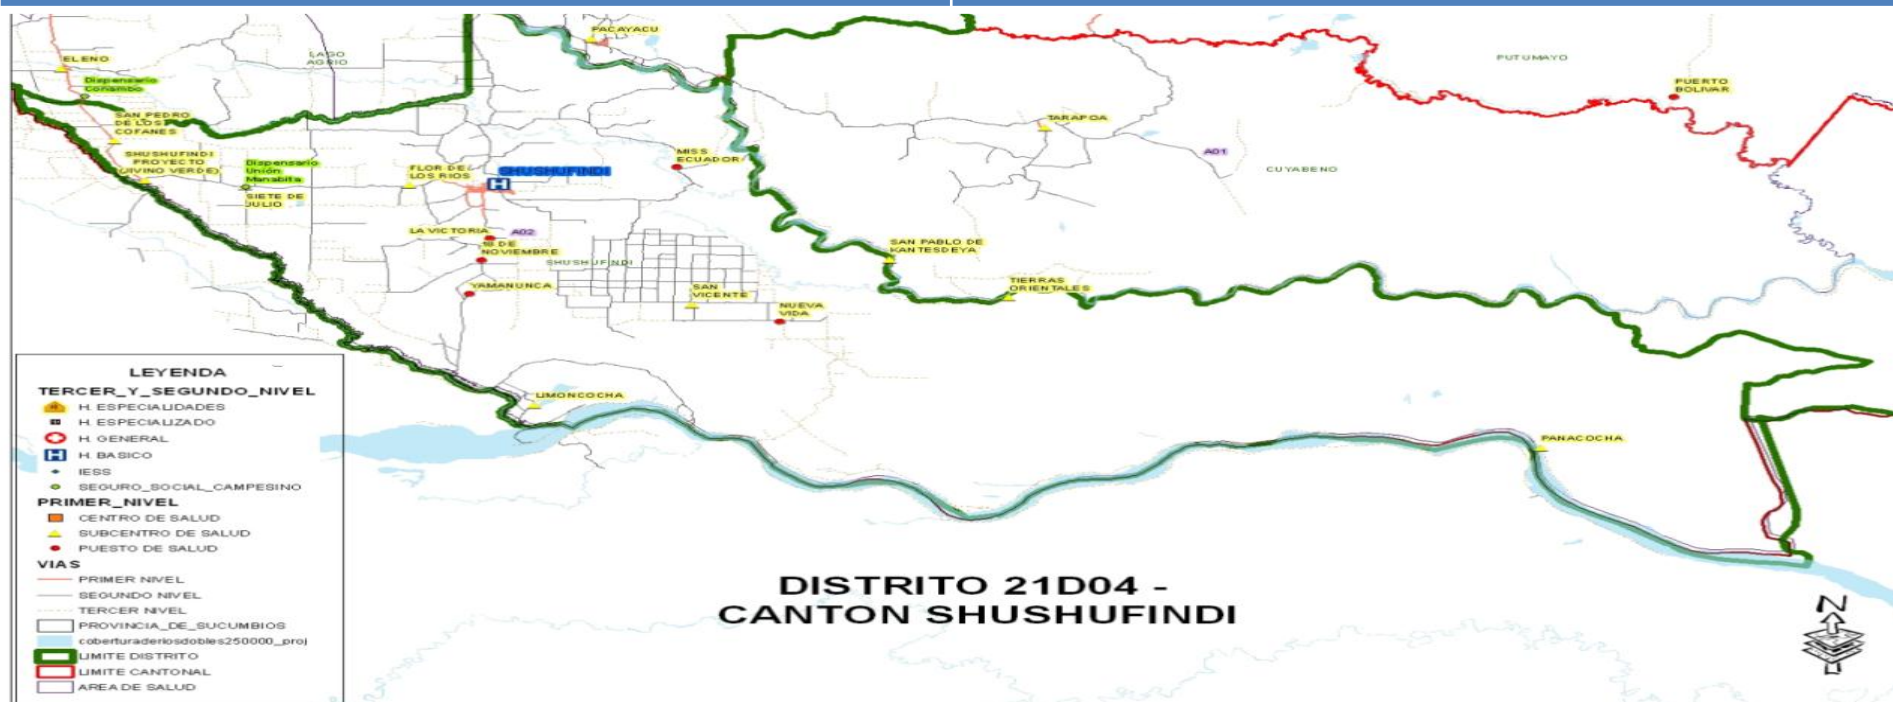 PACAYACU
LAGO
AGRIO
EL ENO
Dispensario
Conambo
SAN PEDRO
DE LOS
COFANES
PUTUMAYO
PUERTO
BOLIVAR
TARAPOA
A01
CUYABENO
SHUSHUFINDI
PROYECTO
(JIVINO VERDE)
Dispensario
Unión
Manabita
SIETE DE
JULIO
FLOR DE
LOS RIOS
H
SHUSHUFINDI
MISS
ECUADOR
LA VICTORIA
A02
18 DE
NOVIEMBRE
SHUSHUFINDI
SAN PABLO DE
KANTESDEYA
YAMANUNCA
SAN
VICENTE
NUEVA
VIDA
TIERRAS
ORIENTALES
LIMONCOCHA
PANACOCHA
LEYENDA
TERCER_Y_SEGUNDO_NIVEL
H. ESPECIALIDADES
H. ESPECIALIZADO
H. GENERAL
H H. BASICO
IESS
SEGURO_SOCIAL_CAMPESINO
PRIMER_NIVEL
CENTRO DE SALUD
SUBCENTRO DE SALUD
PUESTO DE SALUD
VIAS
PRIMER NIVEL
SEGUNDO NIVEL
TERCER NIVEL
PROVINCIA_DE_SUCUMBIOS
coberturaderiosdobles250000_proj
LIMITE DISTRITO
LIMITE CANTONAL
AREA DE SALUD
DISTRITO 21D04 -
CANTON SHUSHUFINDI
N